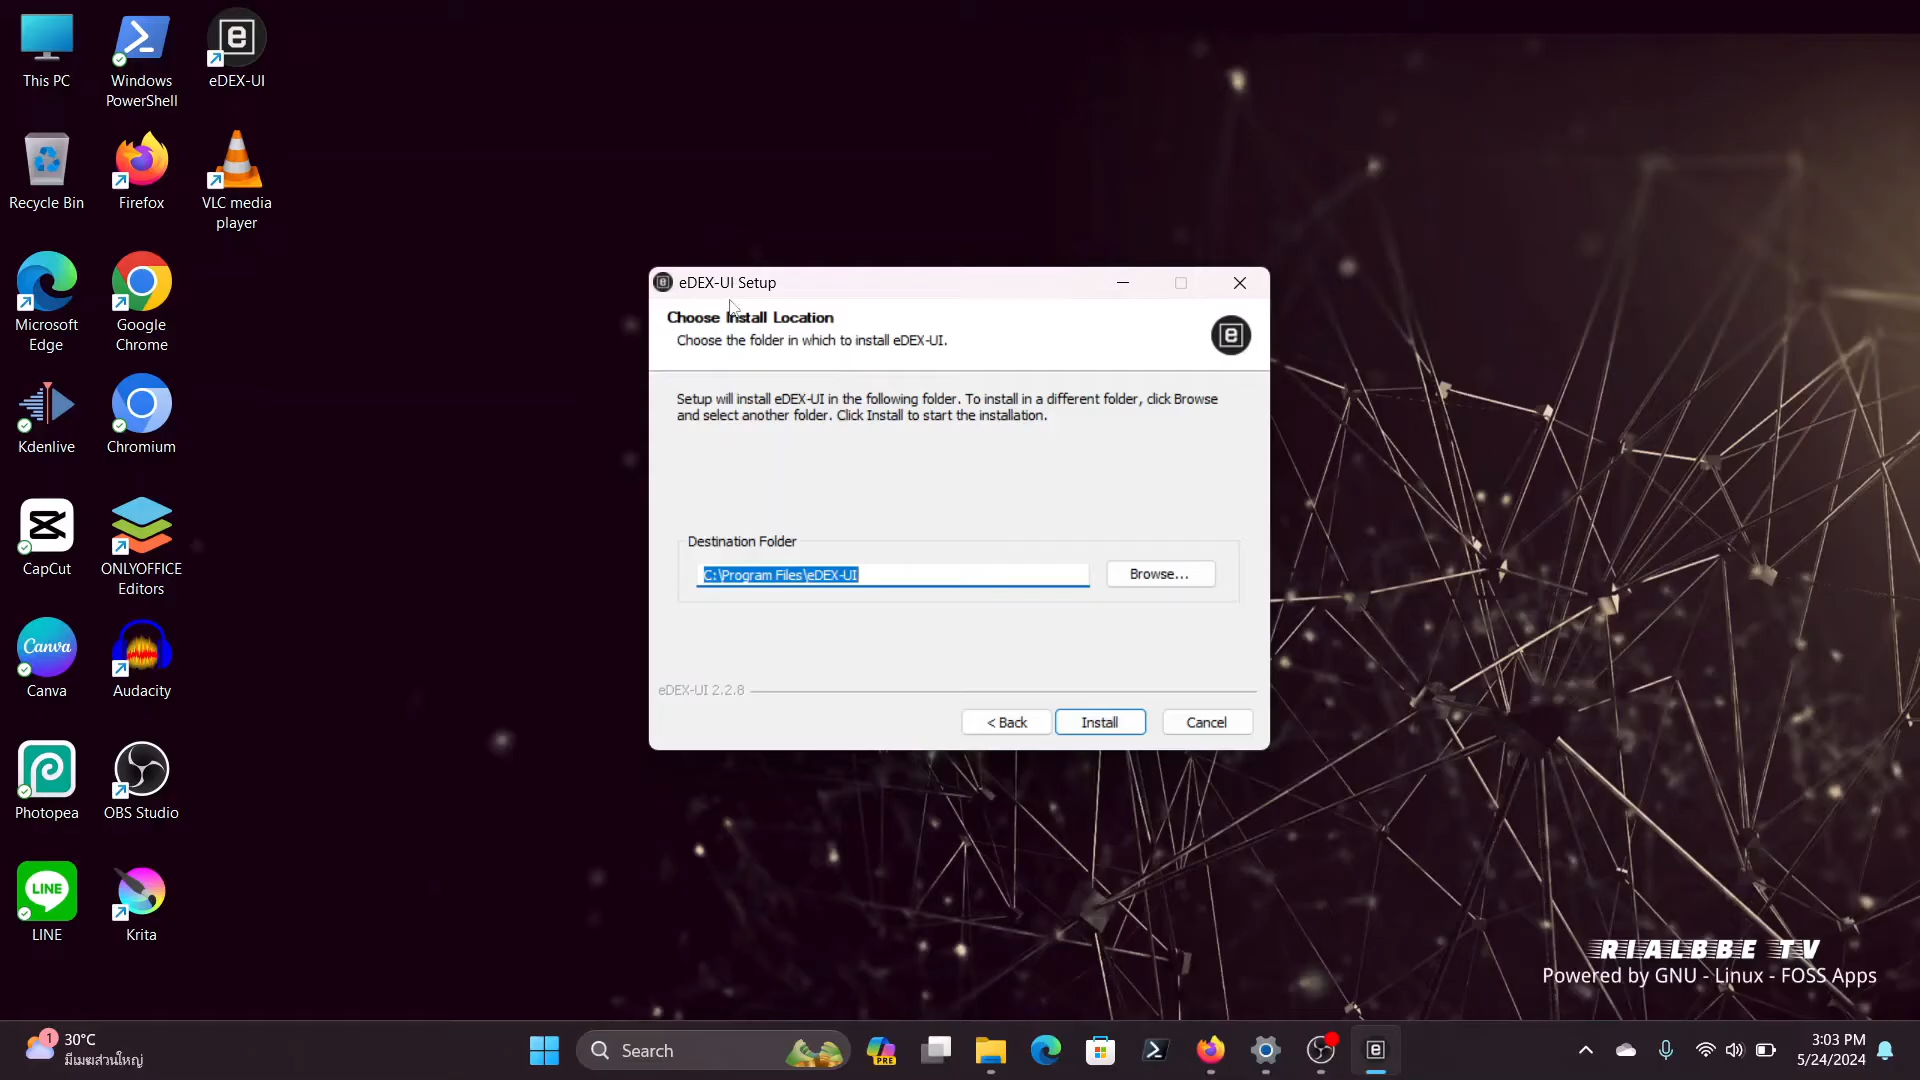 This PC
Windows
PowerShell
eDEX-UI
Recycle Bin
Firefox
VLC media
player
Microsoft
Edge
Google
Chrome
Kdenlive
Chromium
CapCut
ONLYOFFICE
Editors
Canva
Canva
Audacity
Photopea
OBS Studio
LINE
LINE
Krita
eDEX-UI Setup
Choose Install Location
Choose the folder in which to install eDEX-UI.
Setup will install eDEX-UI in the following folder. To install in a different folder, click Browse
and select another folder. Click Install to start the installation.
Destination Folder
C:\Program Files\eDEX-UI
Browse...
eDEX-UI 2.2.8
< Back
Install
Cancel
RIALBBE TV
Powered by GNU - Linux - FOSS Apps
1
30°C
มีเมฆส่วนใหญ่
Search
PRE
3:03 PM
5/24/2024